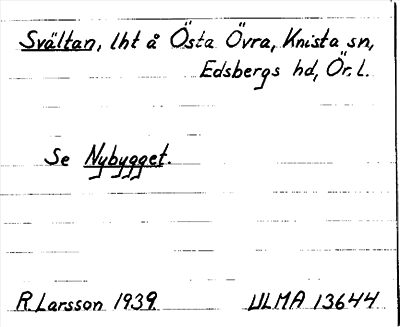 Svältan, lht å Östa Övra, Knista sn,
Edsbergs hd, Ör. l.
Se Nybygget.
R. Larsson 1939. ULMA 13644